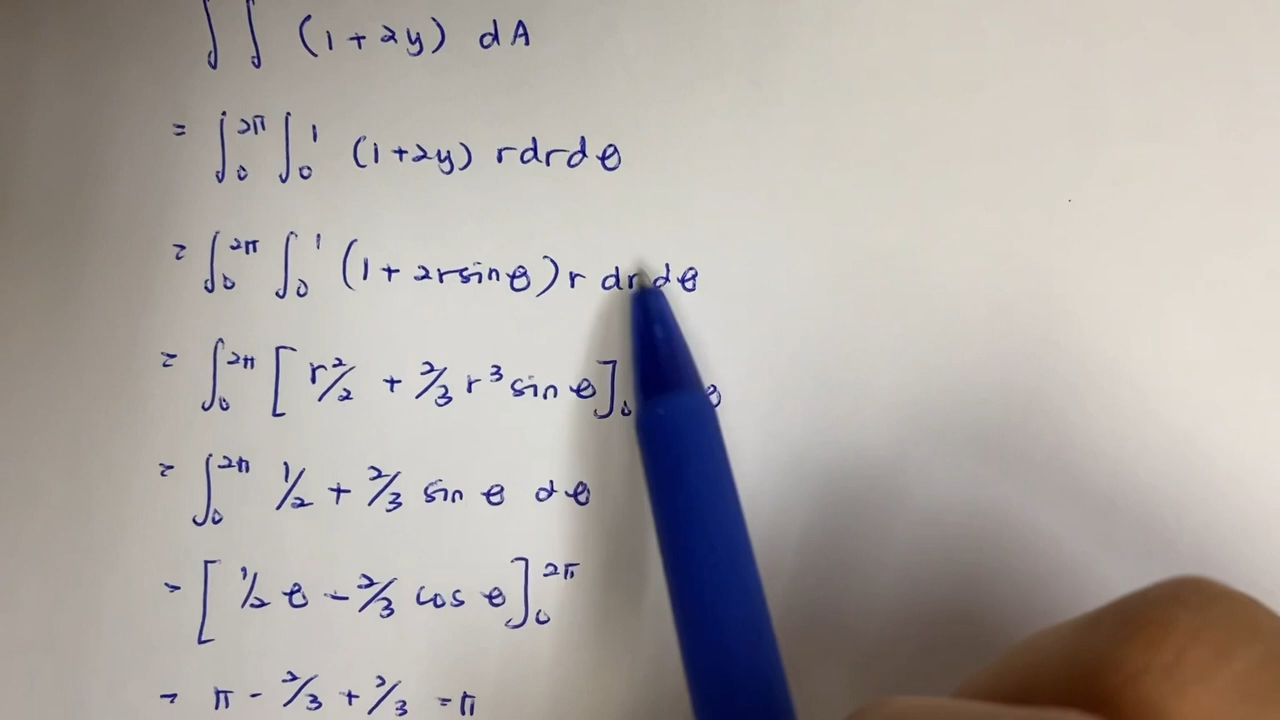 ∫∫ (1 + 2y) dA
= ∫₀^2π ∫₀^1 (1 + 2y) r dr dθ
= ∫₀^2π ∫₀^1 (1 + 2r sin θ) r dr dθ
= ∫₀^2π [r²/2 + 2/3 r³ sin θ]₀ θ
= ∫₀^2π 1/2 + 2/3 sin θ dθ
= [1/2 θ - 2/3 cos θ]₀^2π
= π - 2/3 + 2/3 = π